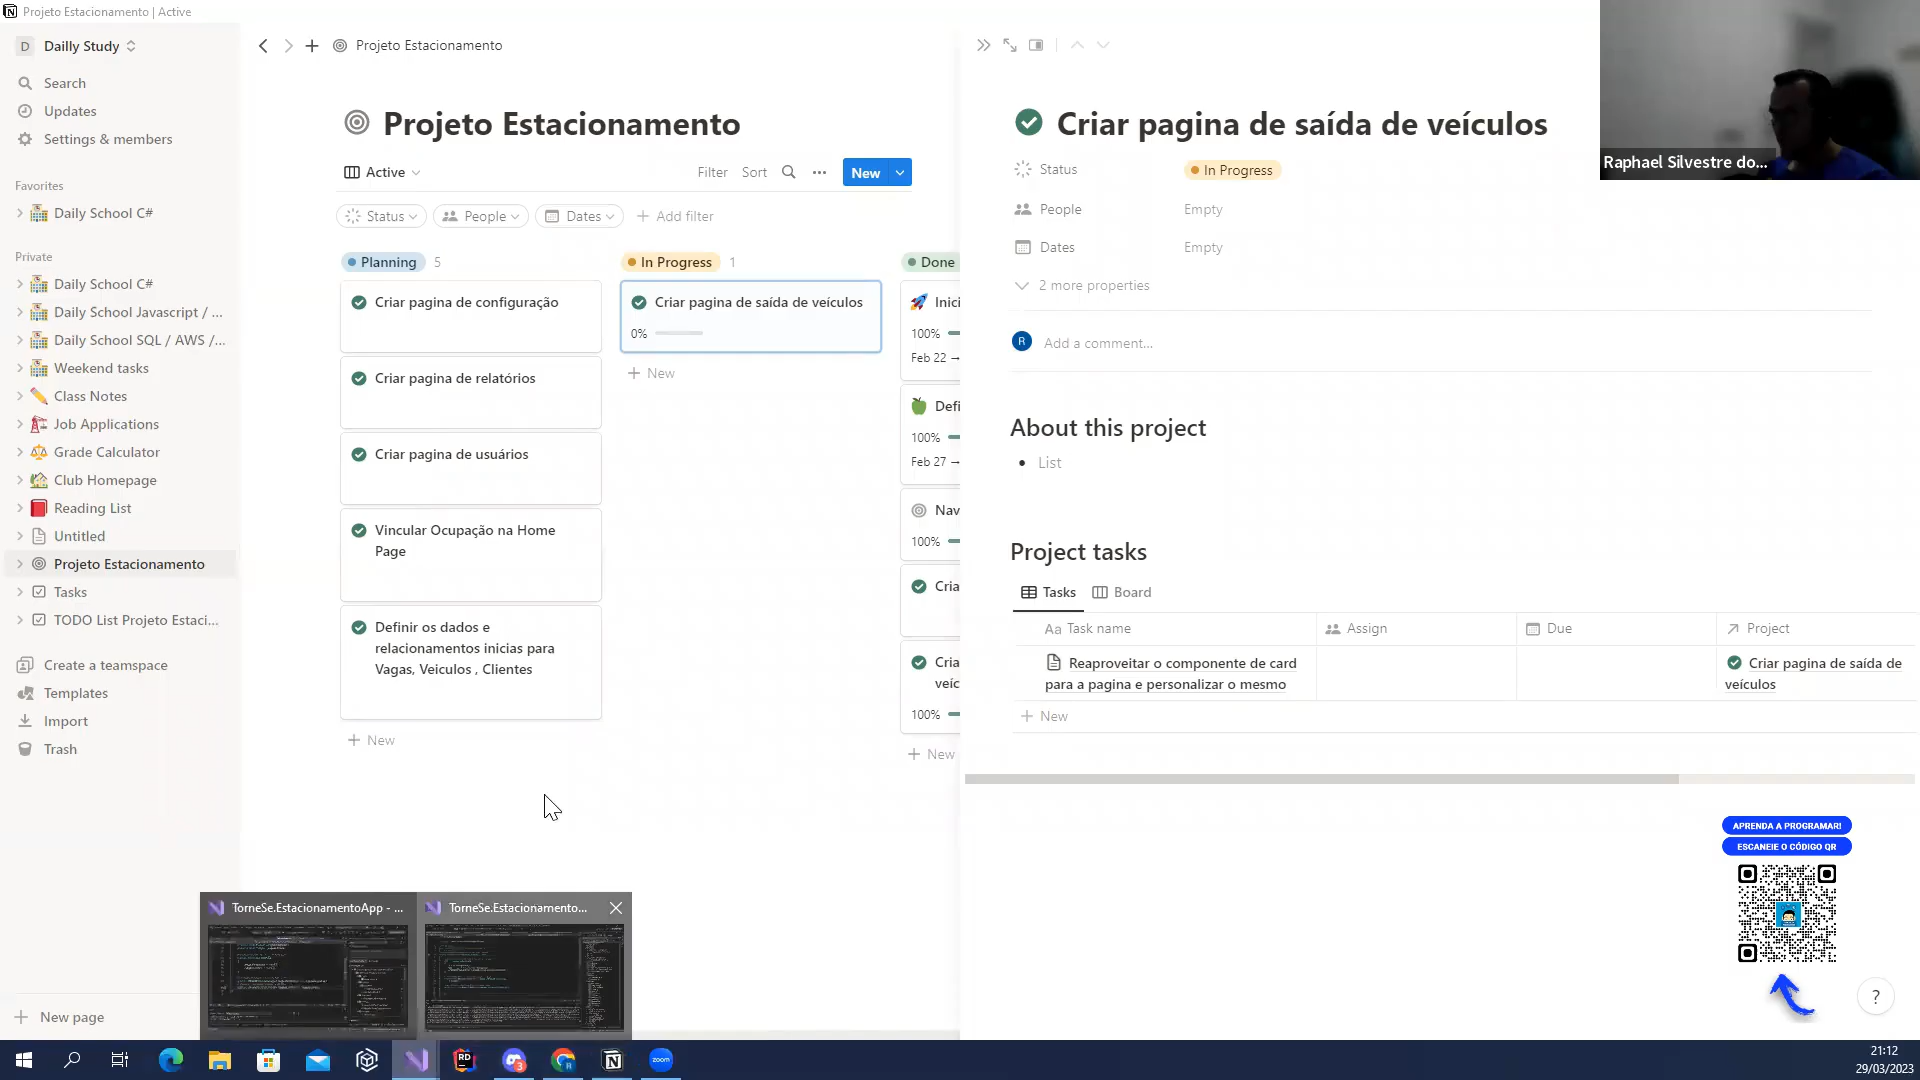 Projeto Estacionamento | Active
D Dailly Study
Search
Updates
Settings & members
Favorites
Daily School C#
Private
Daily School C#
Daily School Javascript / ...
Daily School SQL / AWS /...
Weekend tasks
Class Notes
Job Applications
Grade Calculator
Club Homepage
Reading List
Untitled
Projeto Estacionamento
Tasks
TODO List Projeto Estaci...
Create a teamspace
Templates
Import
Trash
New page
Projeto Estacionamento
Projeto Estacionamento
Active
Filter Sort ... New
Status People Dates + Add filter
Planning 5
Criar pagina de configuração
Criar pagina de relatórios
Criar pagina de usuários
Vincular Ocupação na Home
Page
Definir os dados e
relacionamentos inicias para
Vagas, Veiculos , Clientes
+ New
In Progress 1
Criar pagina de saída de veículos
0%
+ New
Done
Inici
100%
Feb 22 →
Defi
100%
Feb 27 →
Nav
100%
Cria
Cria
veíc
100%
+ New
Criar pagina de saída de veículos
Status In Progress
People Empty
Dates Empty
2 more properties
R Add a comment...
About this project
• List
Project tasks
Tasks Board
Aa Task name Assign Due Project
Reaproveitar o componente de card
para a pagina e personalizar o mesmo
Criar pagina de saída de
veículos
+ New
Raphael Silvestre do...
APRENDA A PROGRAMAR!
ESCANEIE O CÓDIGO QR
?
TorneSe.EstacionamentoApp - ...
TorneSe.Estacionamento...
RD
3
R
zoom
21:12
29/03/2023